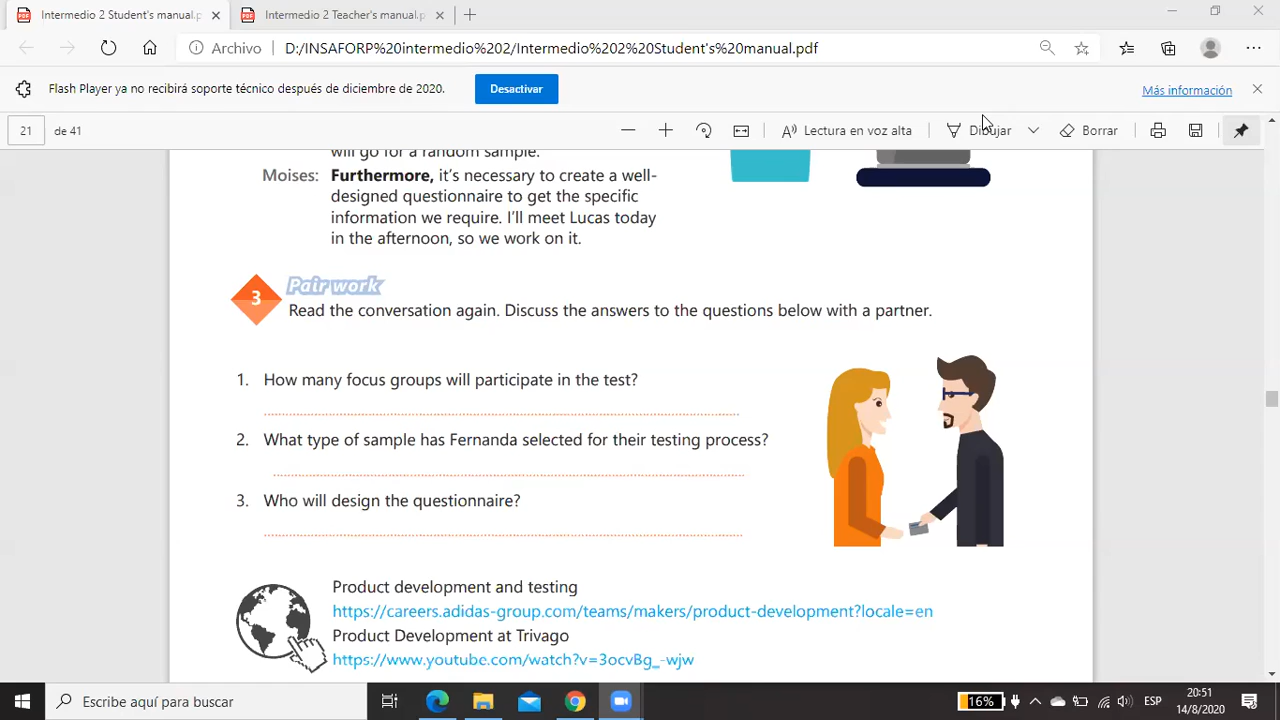 Intermedio 2 Student's manual.p
Intermedio 2 Teacher's manual.p
Archivo
D:/INSAFORP%20intermedio%202/Intermedio%202%20Student's%20manual.pdf
Flash Player ya no recibirá soporte técnico después de diciembre de 2020.
Desactivar
Más información
21
de 41
Lectura en voz alta
Dibujar
Borrar
will go for a random sample.
Moises: Furthermore, it's necessary to create a well-
designed questionnaire to get the specific
information we require. I'll meet Lucas today
in the afternoon, so we work on it.
3
Pair work
Read the conversation again. Discuss the answers to the questions below with a partner.
1. How many focus groups will participate in the test?
2. What type of sample has Fernanda selected for their testing process?
3. Who will design the questionnaire?
Product development and testing
https://careers.adidas-group.com/teams/makers/product-development?locale=en
Product Development at Trivago
https://www.youtube.com/watch?v=3ocvBg_-wjw
Escribe aquí para buscar
16%
ESP
20:51
14/8/2020